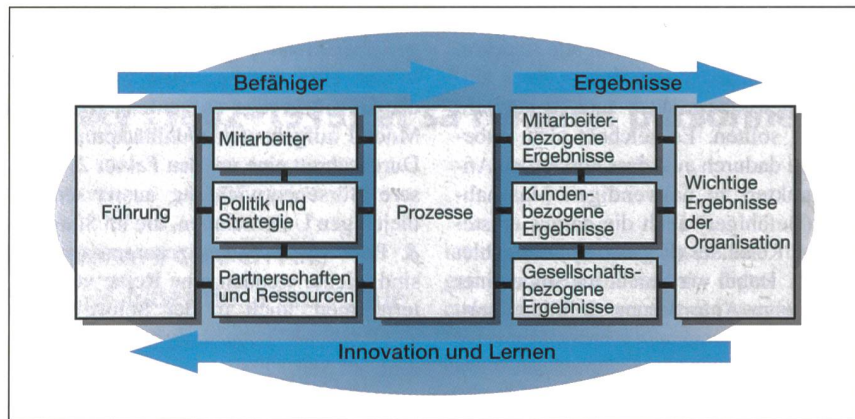 Befähiger
Ergebnisse
Führung
Mitarbeiter
Politik und
Strategie
Partnerschaften
und Ressourcen
Prozesse
Mitarbeiter-
bezogene
Ergebnisse
Kunden-
bezogene
Ergebnisse
Gesellschafts-
bezogene
Ergebnisse
Wichtige
Ergebnisse
der
Organisation
Innovation und Lernen